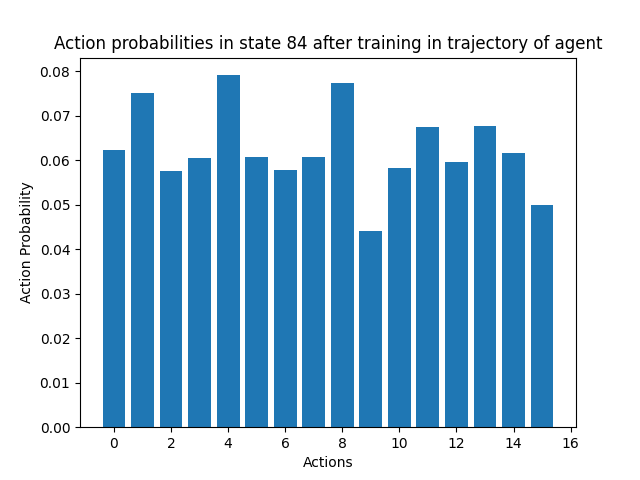 Action probabilities in state 84 after training in trajectory of agent
0.08
0.07
0.06
0.05
0.04
0.03
0.02
0.01
0.00
Action Probability
0 2 4 6 8 10 12 14 16
Actions